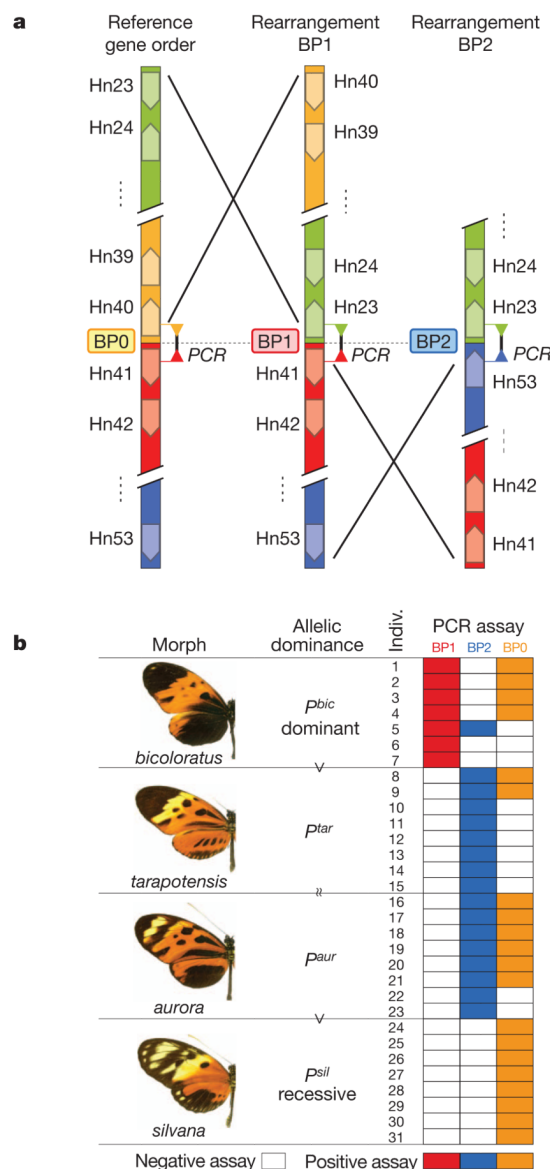 a
Reference gene order
Rearrangement BP1
Rearrangement BP2
Hn23
Hn24
Hn39
Hn40
BP0
PCR
Hn41
Hn42
Hn53
Hn40
Hn39
Hn24
Hn23
BP1
PCR
Hn41
Hn42
Hn53
Hn24
Hn23
BP2
PCR
Hn53
Hn42
Hn41
b
Morph
Allelic dominance
Indiv.
PCR assay
BP1 BP2 BP0
bicoloratus
Pbic dominant
1
2
3
4
5
6
7
>
tarapotensis
Ptar
8
9
10
11
12
13
14
15
≈
aurora
Paur
16
17
18
19
20
21
22
23
>
silvana
Psil recessive
24
25
26
27
28
29
30
31
Negative assay
Positive assay